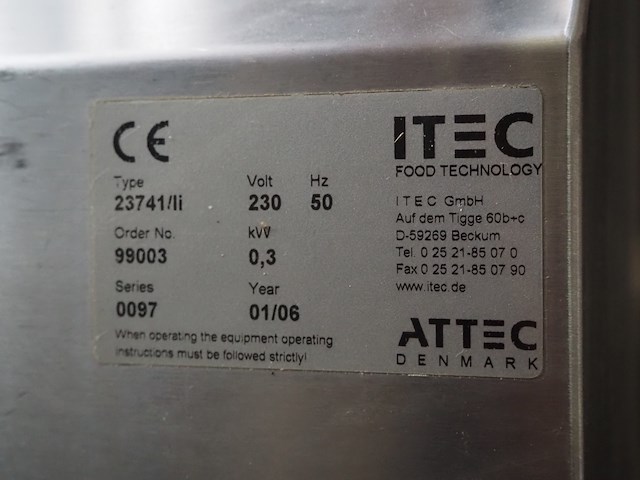 CE
Type Volt Hz
23741/li 230 50
Order No. kW
99003 0,3
Series Year
0097 01/06
When operating the equipment operating
instructions must be followed strictly!
ITEC
FOOD TECHNOLOGY
ITEC GmbH
Auf dem Tigge 60b+c
D-59269 Beckum
Tel. 0 25 21-85 07 0
Fax 0 25 21-85 07 90
www.itec.de
ATTEC
DENMARK